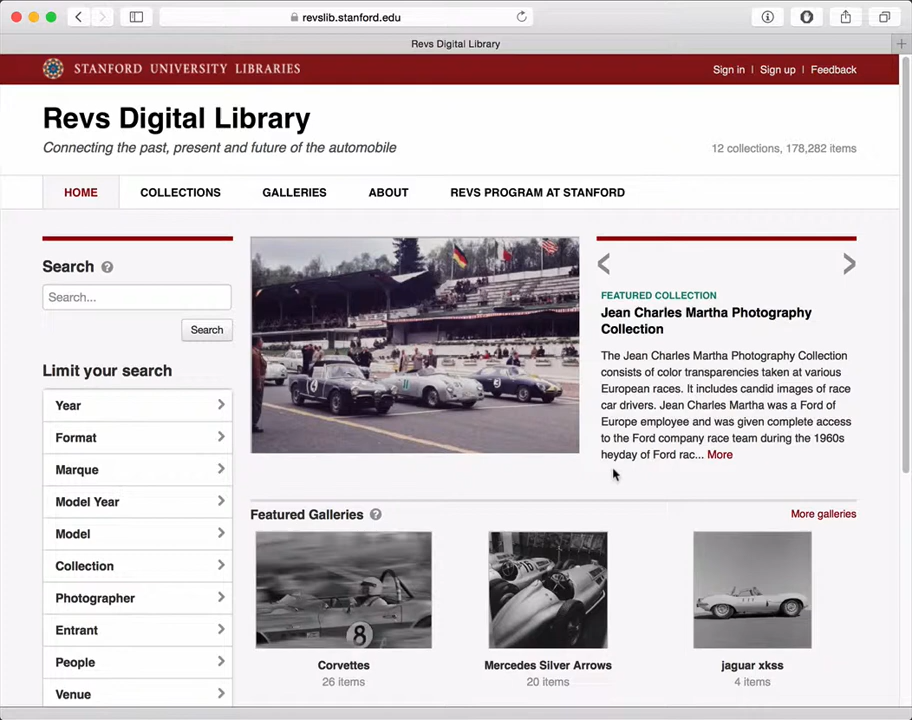 revslib.stanford.edu
Revs Digital Library
STANFORD UNIVERSITY LIBRARIES
Sign in | Sign up | Feedback
Revs Digital Library
Connecting the past, present and future of the automobile
12 collections, 178,282 items
HOME COLLECTIONS GALLERIES ABOUT REVS PROGRAM AT STANFORD
Search ?
Search...
Search
Limit your search
Year
Format
Marque
Model Year
Model
Collection
Photographer
Entrant
People
Venue
FEATURED COLLECTION
Jean Charles Martha Photography
Collection
The Jean Charles Martha Photography Collection
consists of color transparencies taken at various
European races. It includes candid images of race
car drivers. Jean Charles Martha was a Ford of
Europe employee and was given complete access
to the Ford company race team during the 1960s
heyday of Ford rac... More
Featured Galleries ?
More galleries
8
16
Corvettes
26 items
Mercedes Silver Arrows
20 items
jaguar xkss
4 items